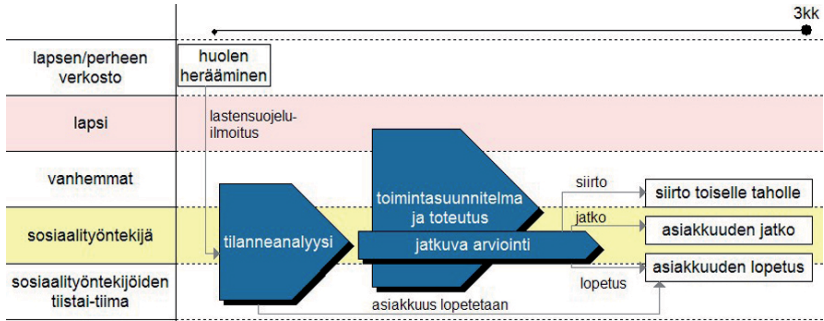 3kk
lapsen/perheen
verkosto
huolen
herääminen
lapsi
lastensuojelu-
ilmoitus
vanhemmat
toimintasuunnitelma
ja toteutus
siirto
siirto toiselle taholle
sosiaalityöntekijä
tilanneanalyysi
jatkuva arviointi
jatko
asiakkuuden jatko
sosiaalityöntekijöiden
tiistai-tiima
asiakkuus lopetetaan
lopetus
asiakkuuden lopetus